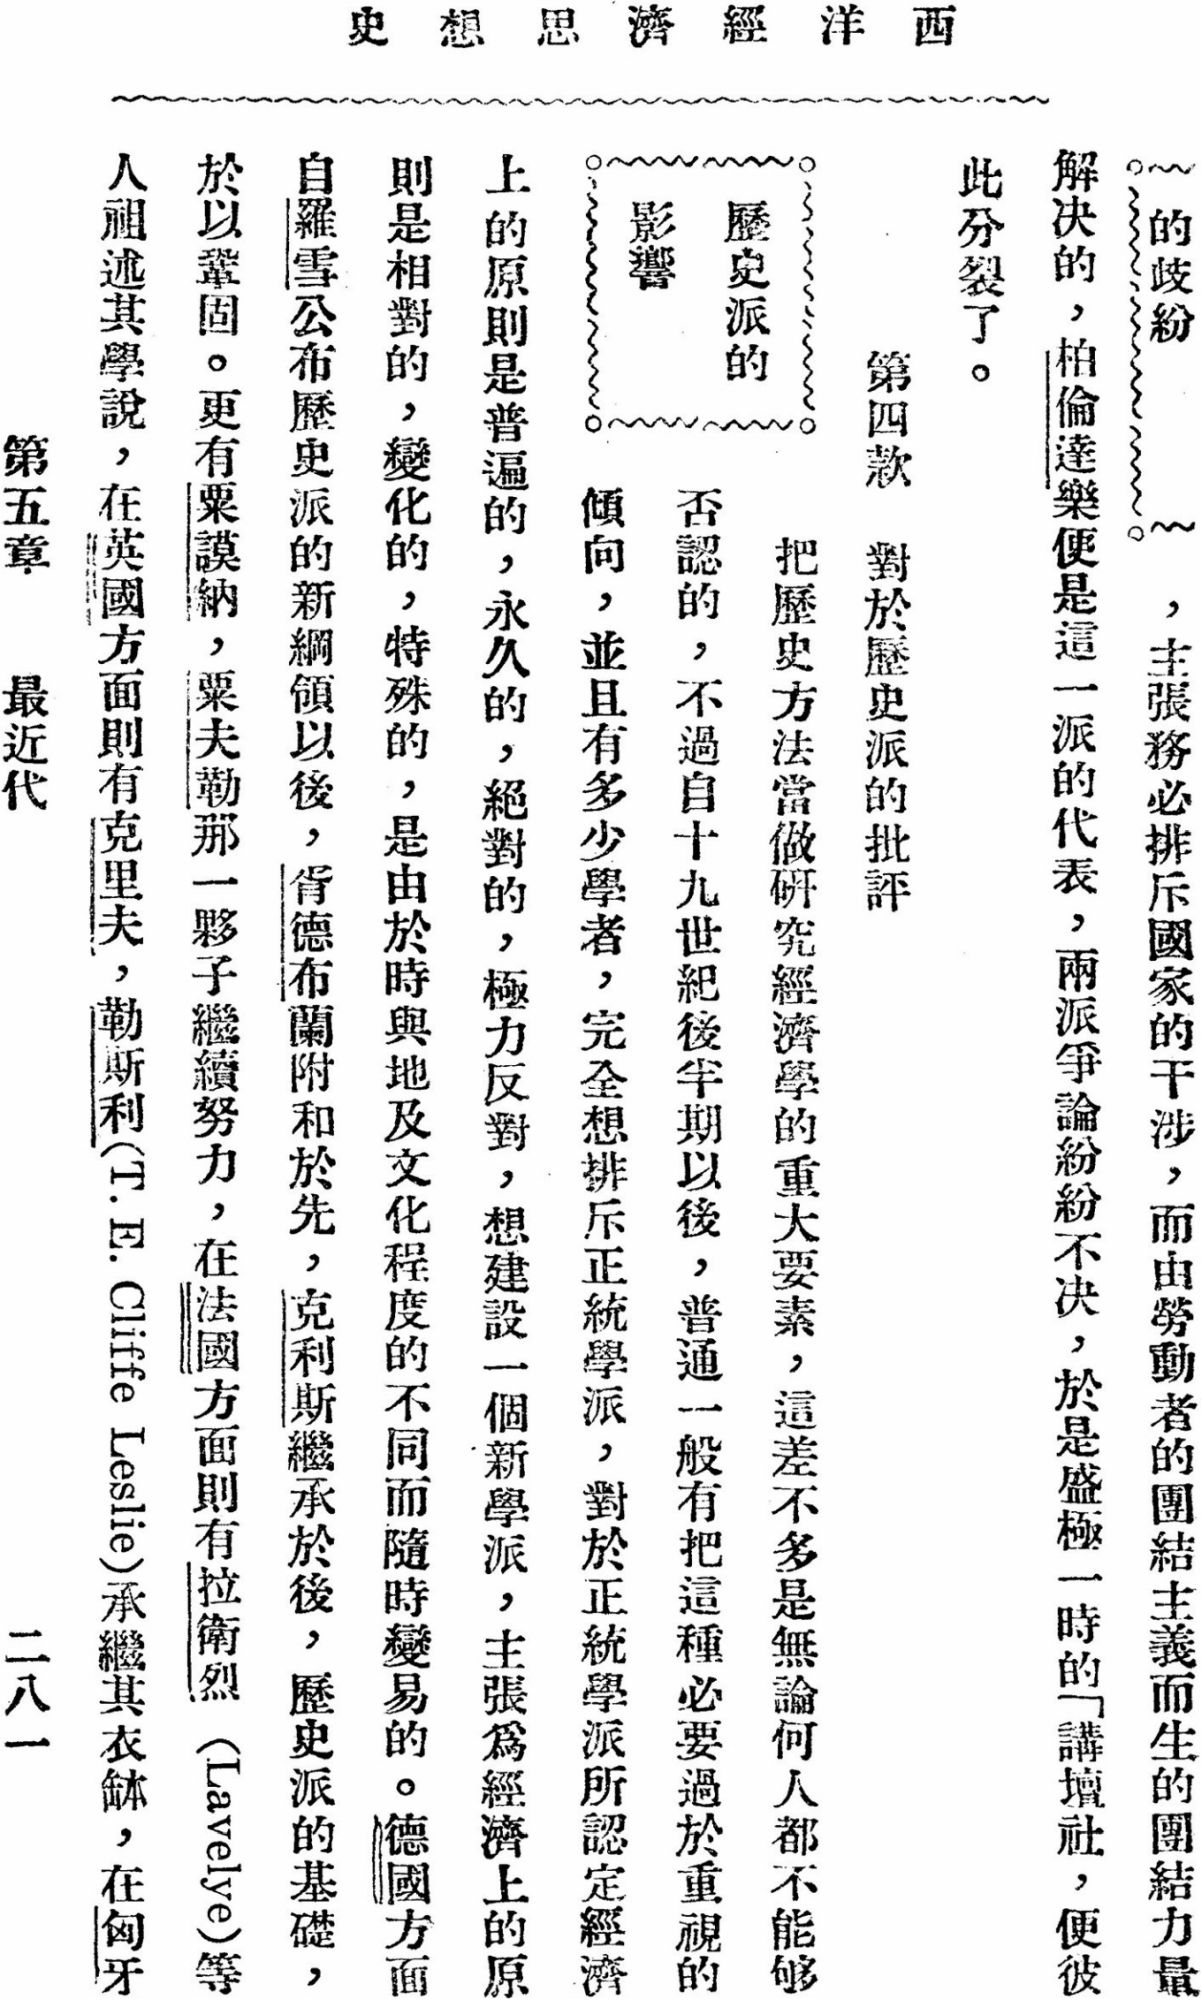 西洋經濟思想史
的歧紛
，主張務必排斥國家的干涉，而由勞動者的團結主義而生的團結力量
解決的，柏倫達樂便是這一派的代表，兩派爭論紛紛不決，於是盛極一時的「講壇社，便彼
此分裂了。
第四款　對於歷史派的批評
歷史派的
影響
把歷史方法當做研究經濟學的重大要素，這差不多是無論何人都不能够
否認的，不過自十九世紀後半期以後，普通一般有把這種必要過於重視的
傾向，並且有多少學者，完全想排斥正統學派，對於正統學派所認定經濟
上的原則是普遍的，永久的，絕對的，極力反對，想建設一個新學派，主張爲經濟上的原
則是相對的，變化的，特殊的，是由於時與地及文化程度的不同而隨時變易的。德國方面
自羅雪公布歷史派的新綱領以後，胥德布蘭附和於先，克利斯繼承於後，歷史派的基礎，
於以鞏固。更有粟謨納，粟夫勒那一夥子繼續努力，在法國方面則有拉衛烈（Lavelye）等
人祖述其學說，在英國方面則有克里夫，勒斯利（T. E. Cliffe Leslie）承繼其衣缽，在匈牙
第五章　最近代　二八一